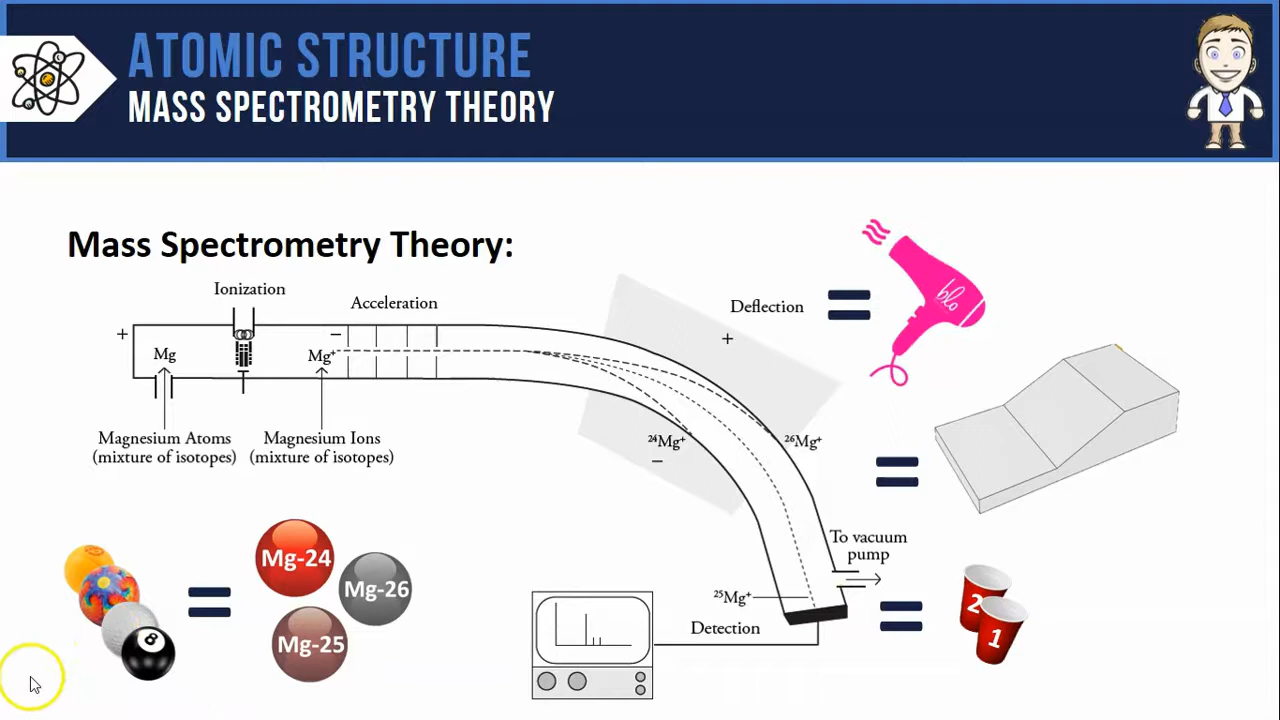 ATOMIC STRUCTURE
MASS SPECTROMETRY THEORY
Mass Spectrometry Theory:
Ionization
Acceleration
Deflection
blo
+
−
+
Mg
Mg⁺
Magnesium Atoms
(mixture of isotopes)
Magnesium Ions
(mixture of isotopes)
²⁴Mg⁺
−
²⁶Mg⁺
To vacuum
pump
²⁵Mg⁺
Detection
8
Mg-24
Mg-26
Mg-25
2
1